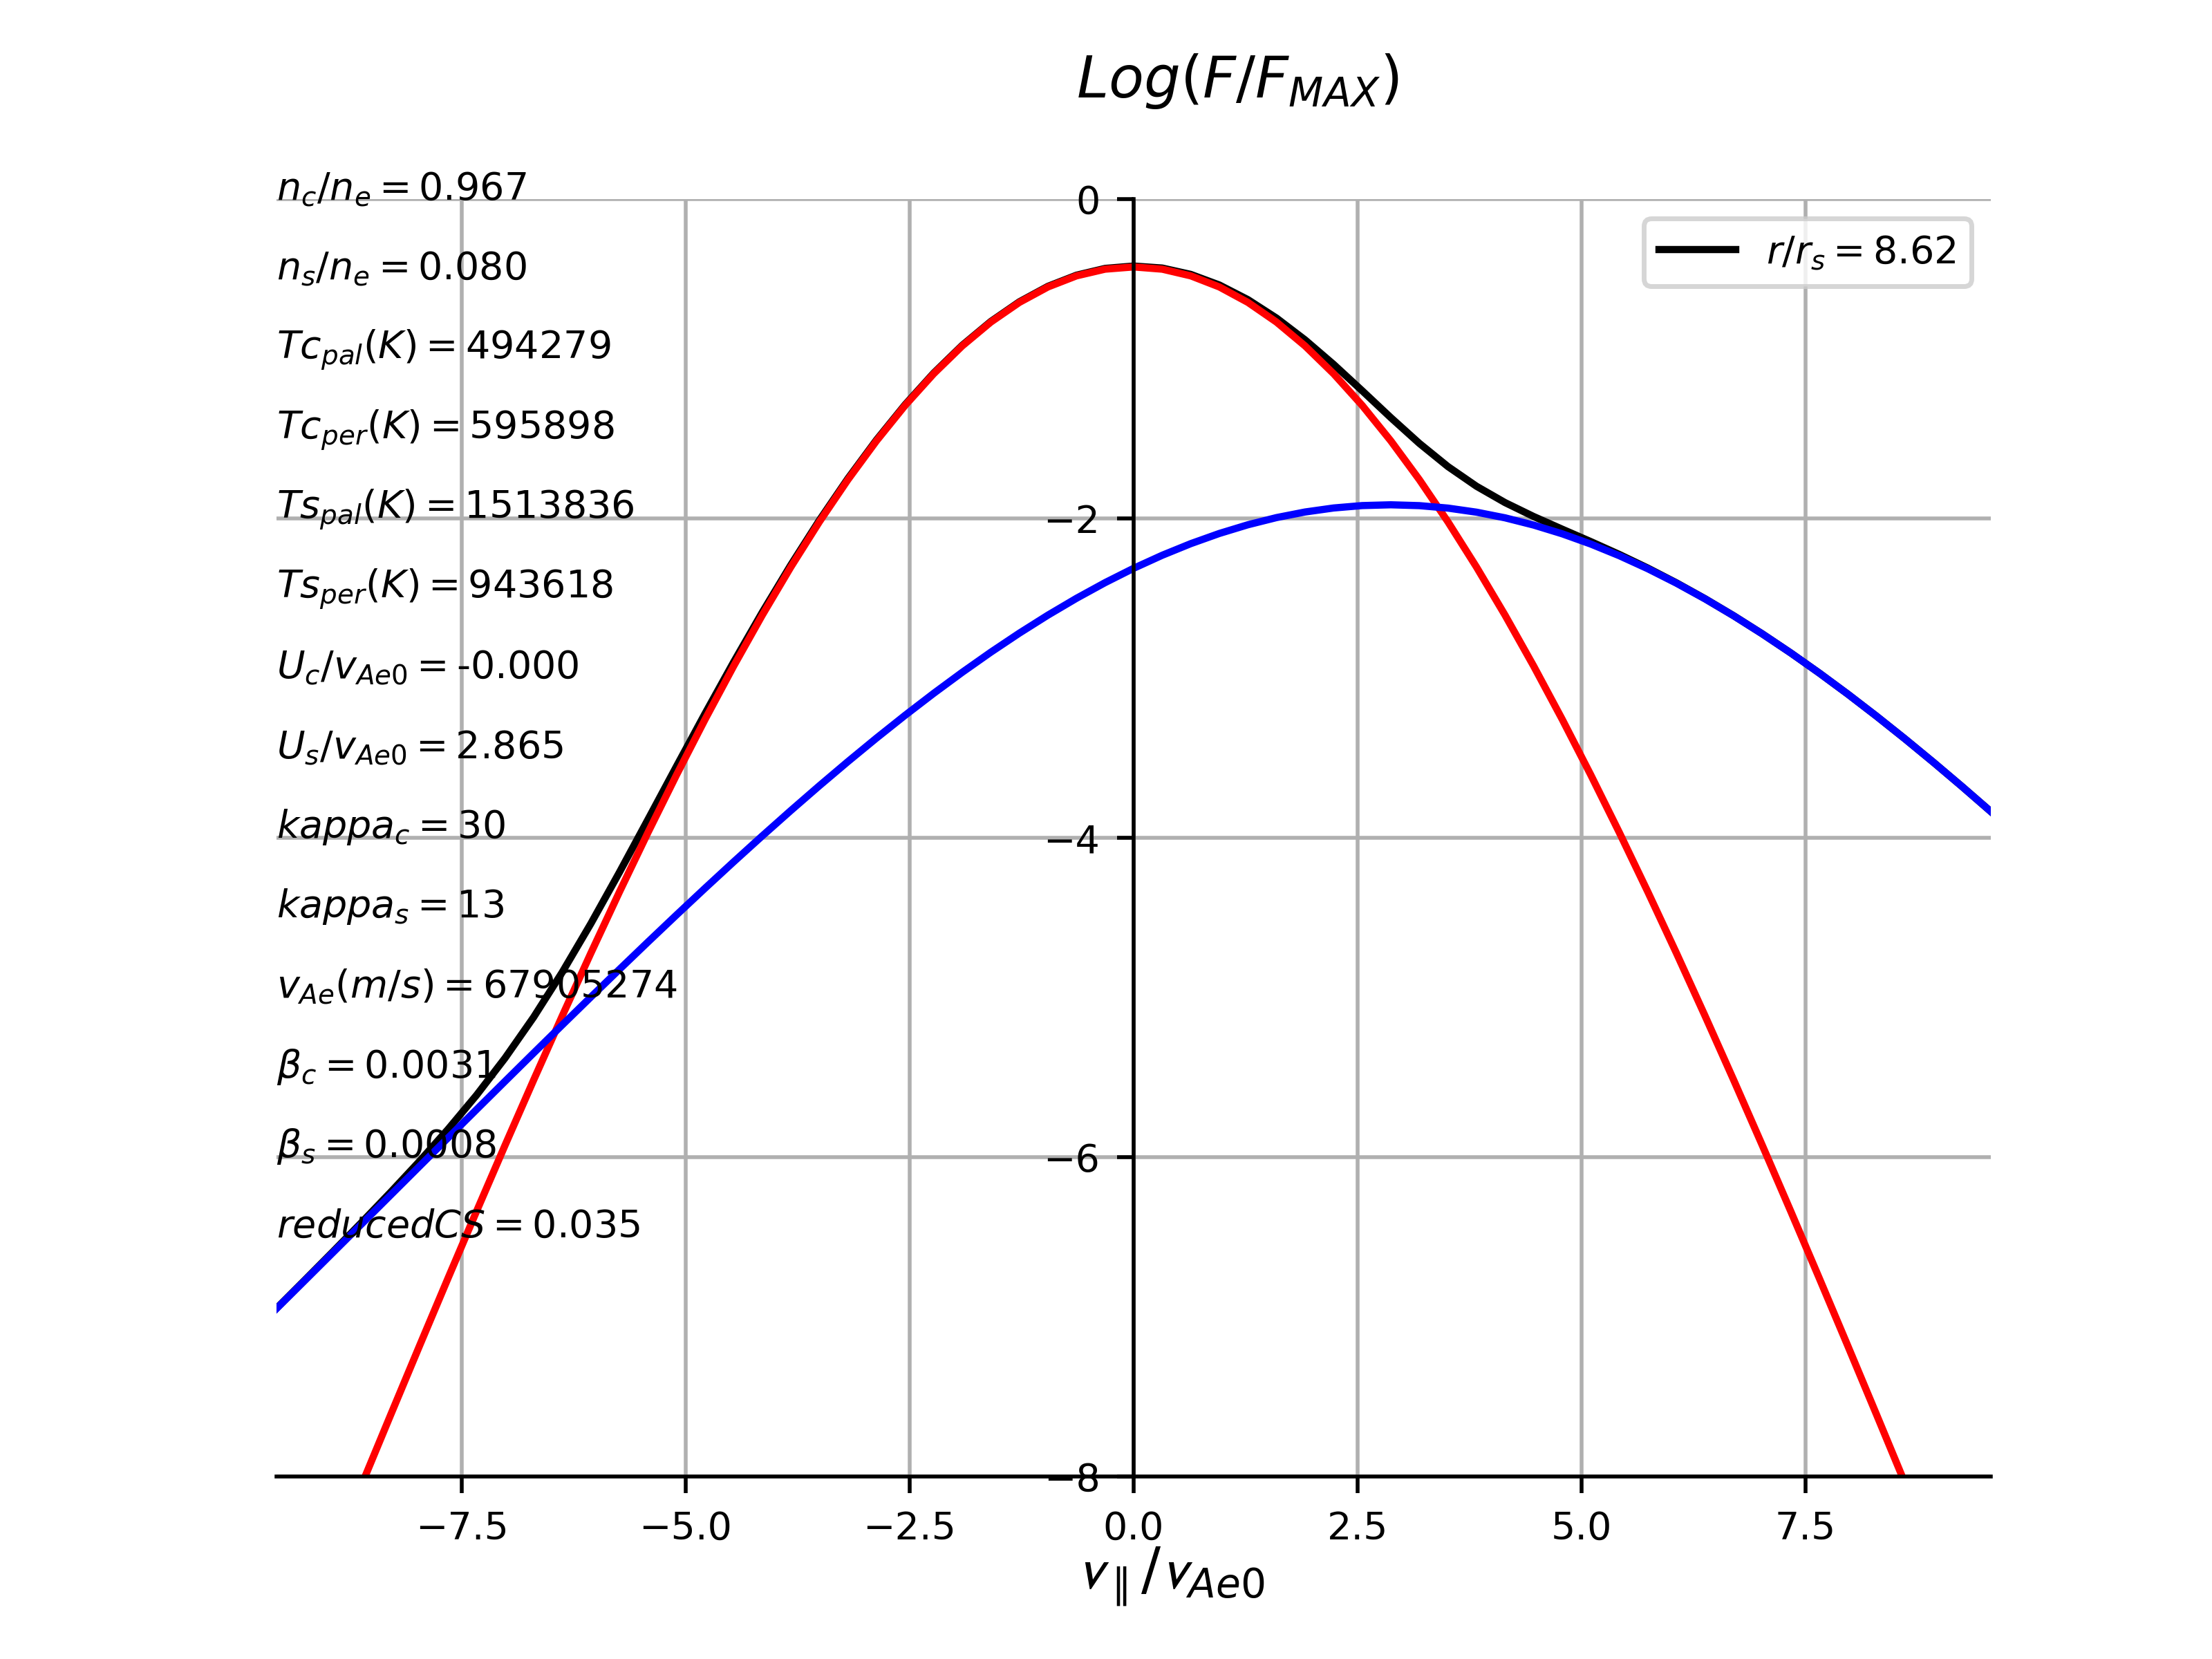 Log(F/F_MAX)
n_c/n_e = 0.967
0
r/r_s = 8.62
n_s/n_e = 0.080
Tc_pal(K) = 494279
Tc_per(K) = 595898
Ts_pal(K) = 1513836
−2
Ts_per(K) = 943618
U_c/v_Ae0 = -0.000
U_s/v_Ae0 = 2.865
kappa_c = 30
−4
kappa_s = 13
v_Ae(m/s) = 67905274
β_c = 0.0031
β_s = 0.0008
−6
reducedCS = 0.035
−8
−7.5 −5.0 −2.5 0.0 2.5 5.0 7.5
v_∥/v_Ae0